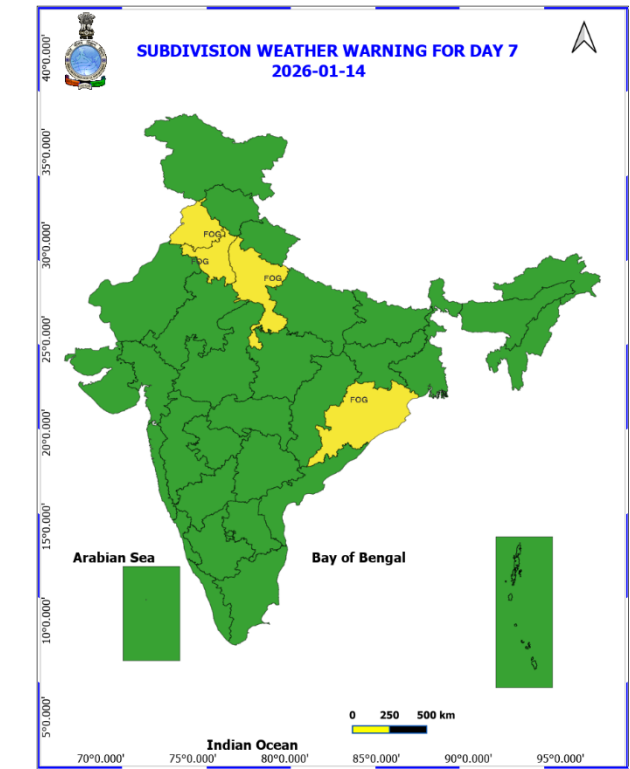 SUBDIVISION WEATHER WARNING FOR DAY 7
2026-01-14
40°0.000'
35°0.000'
30°0.000'
25°0.000'
20°0.000'
15°0.000'
10°0.000'
5°0.000'
FOG
FOG
FOG
FOG
Arabian Sea
Bay of Bengal
0 250 500 km
Indian Ocean
70°0.000' 75°0.000' 80°0.000' 85°0.000' 90°0.000' 95°0.000'